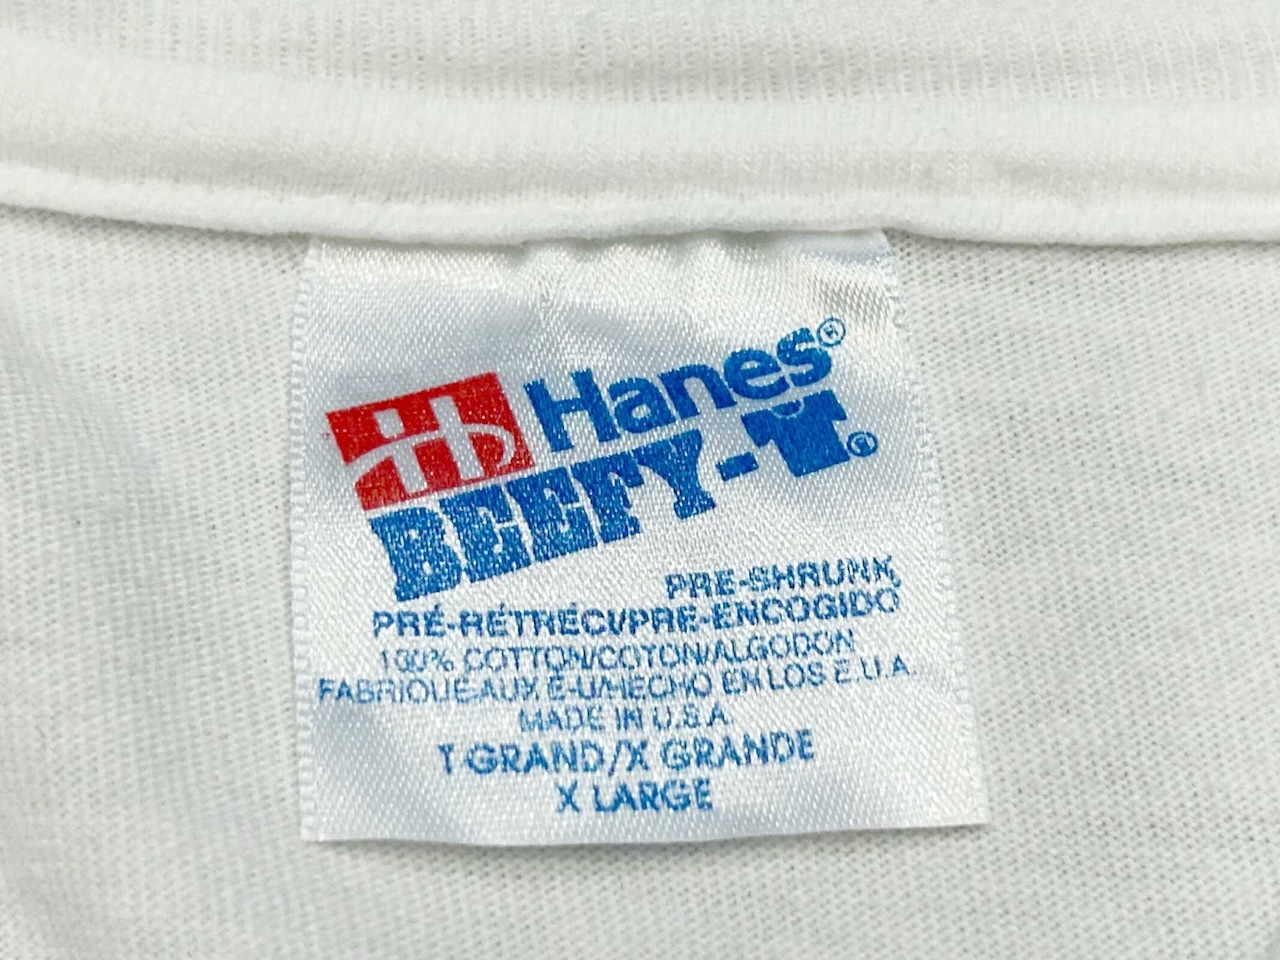 Hanes®
BEEFY-T®
PRE-SHRUNK
PRÉ-RÉTRÉCI/PRE-ENCOGIDO
100% COTTON/COTON/ALGODON
FABRIQUÉ AUX É-U/HECHO EN LOS E.U.A.
MADE IN U.S.A.
T-GRAND/X GRANDE
X LARGE